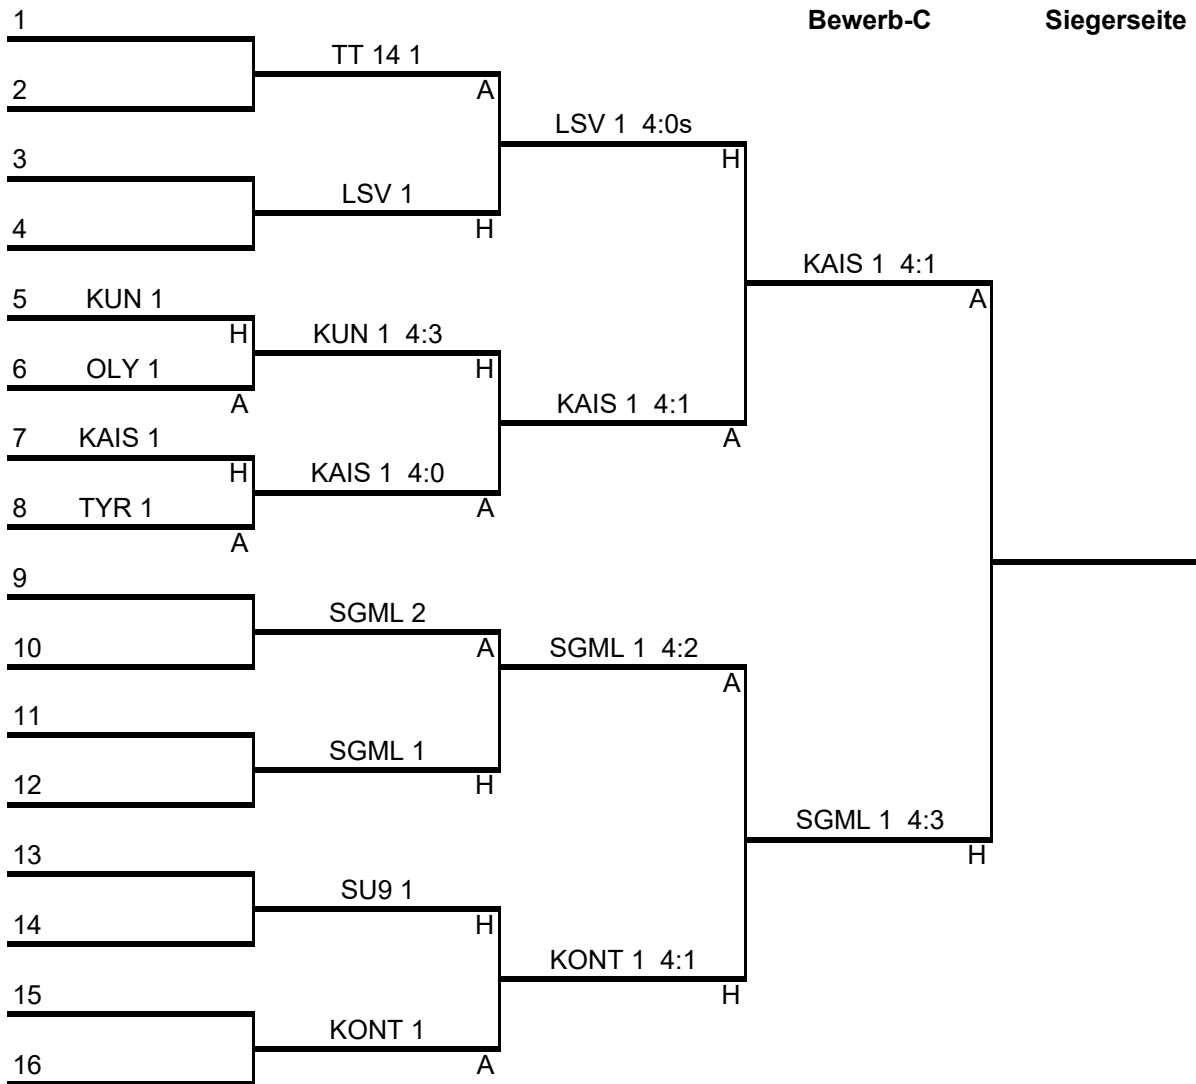 1 Bewerb-C Siegerseite
TT 14 1
2 A
LSV 1 4:0s
3 H
LSV 1
4 H
KAIS 1 4:1
5 KUN 1 A
H KUN 1 4:3
6 OLY 1 H
A KAIS 1 4:1
7 KAIS 1 A
H KAIS 1 4:0
8 TYR 1 A
A
9
SGML 2
10 A SGML 1 4:2
A
11
SGML 1
12 H
SGML 1 4:3
13 H
SU9 1
14 H
KONT 1 4:1
15 H
KONT 1
16 A